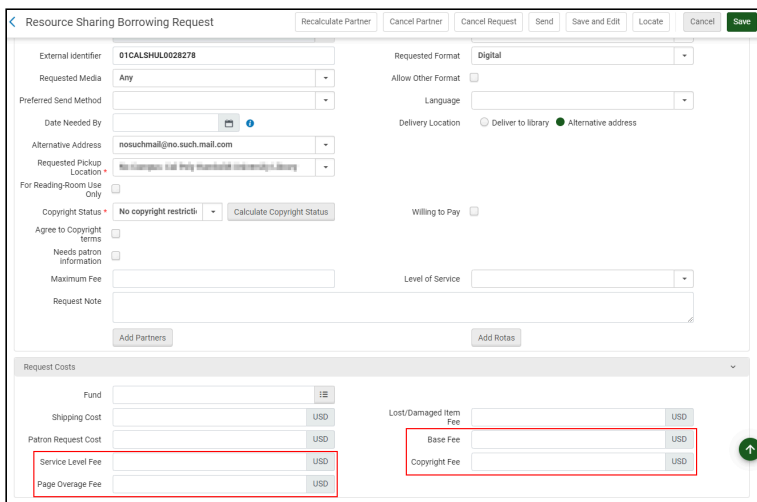 Resource Sharing Borrowing Request Recalculate Partner Cancel Partner Cancel Request Send Save and Edit Locate Cancel Save
External identifier 01CALSHUL0028278 Requested Format Digital
Requested Media Any Allow Other Format
Preferred Send Method Language
Date Needed By Delivery Location Deliver to library Alternative address
Alternative Address nosuchmail@no.such.mail.com
Requested Pickup
Location *
For Reading-Room Use
Only
Copyright Status * No copyright restricti Calculate Copyright Status Willing to Pay
Agree to Copyright
terms
Needs patron
information
Maximum Fee Level of Service
Request Note
Add Partners Add Rotas
Request Costs
Fund
Shipping Cost USD Lost/Damaged Item
Fee USD
Patron Request Cost USD Base Fee USD
Service Level Fee USD Copyright Fee USD
Page Overage Fee USD